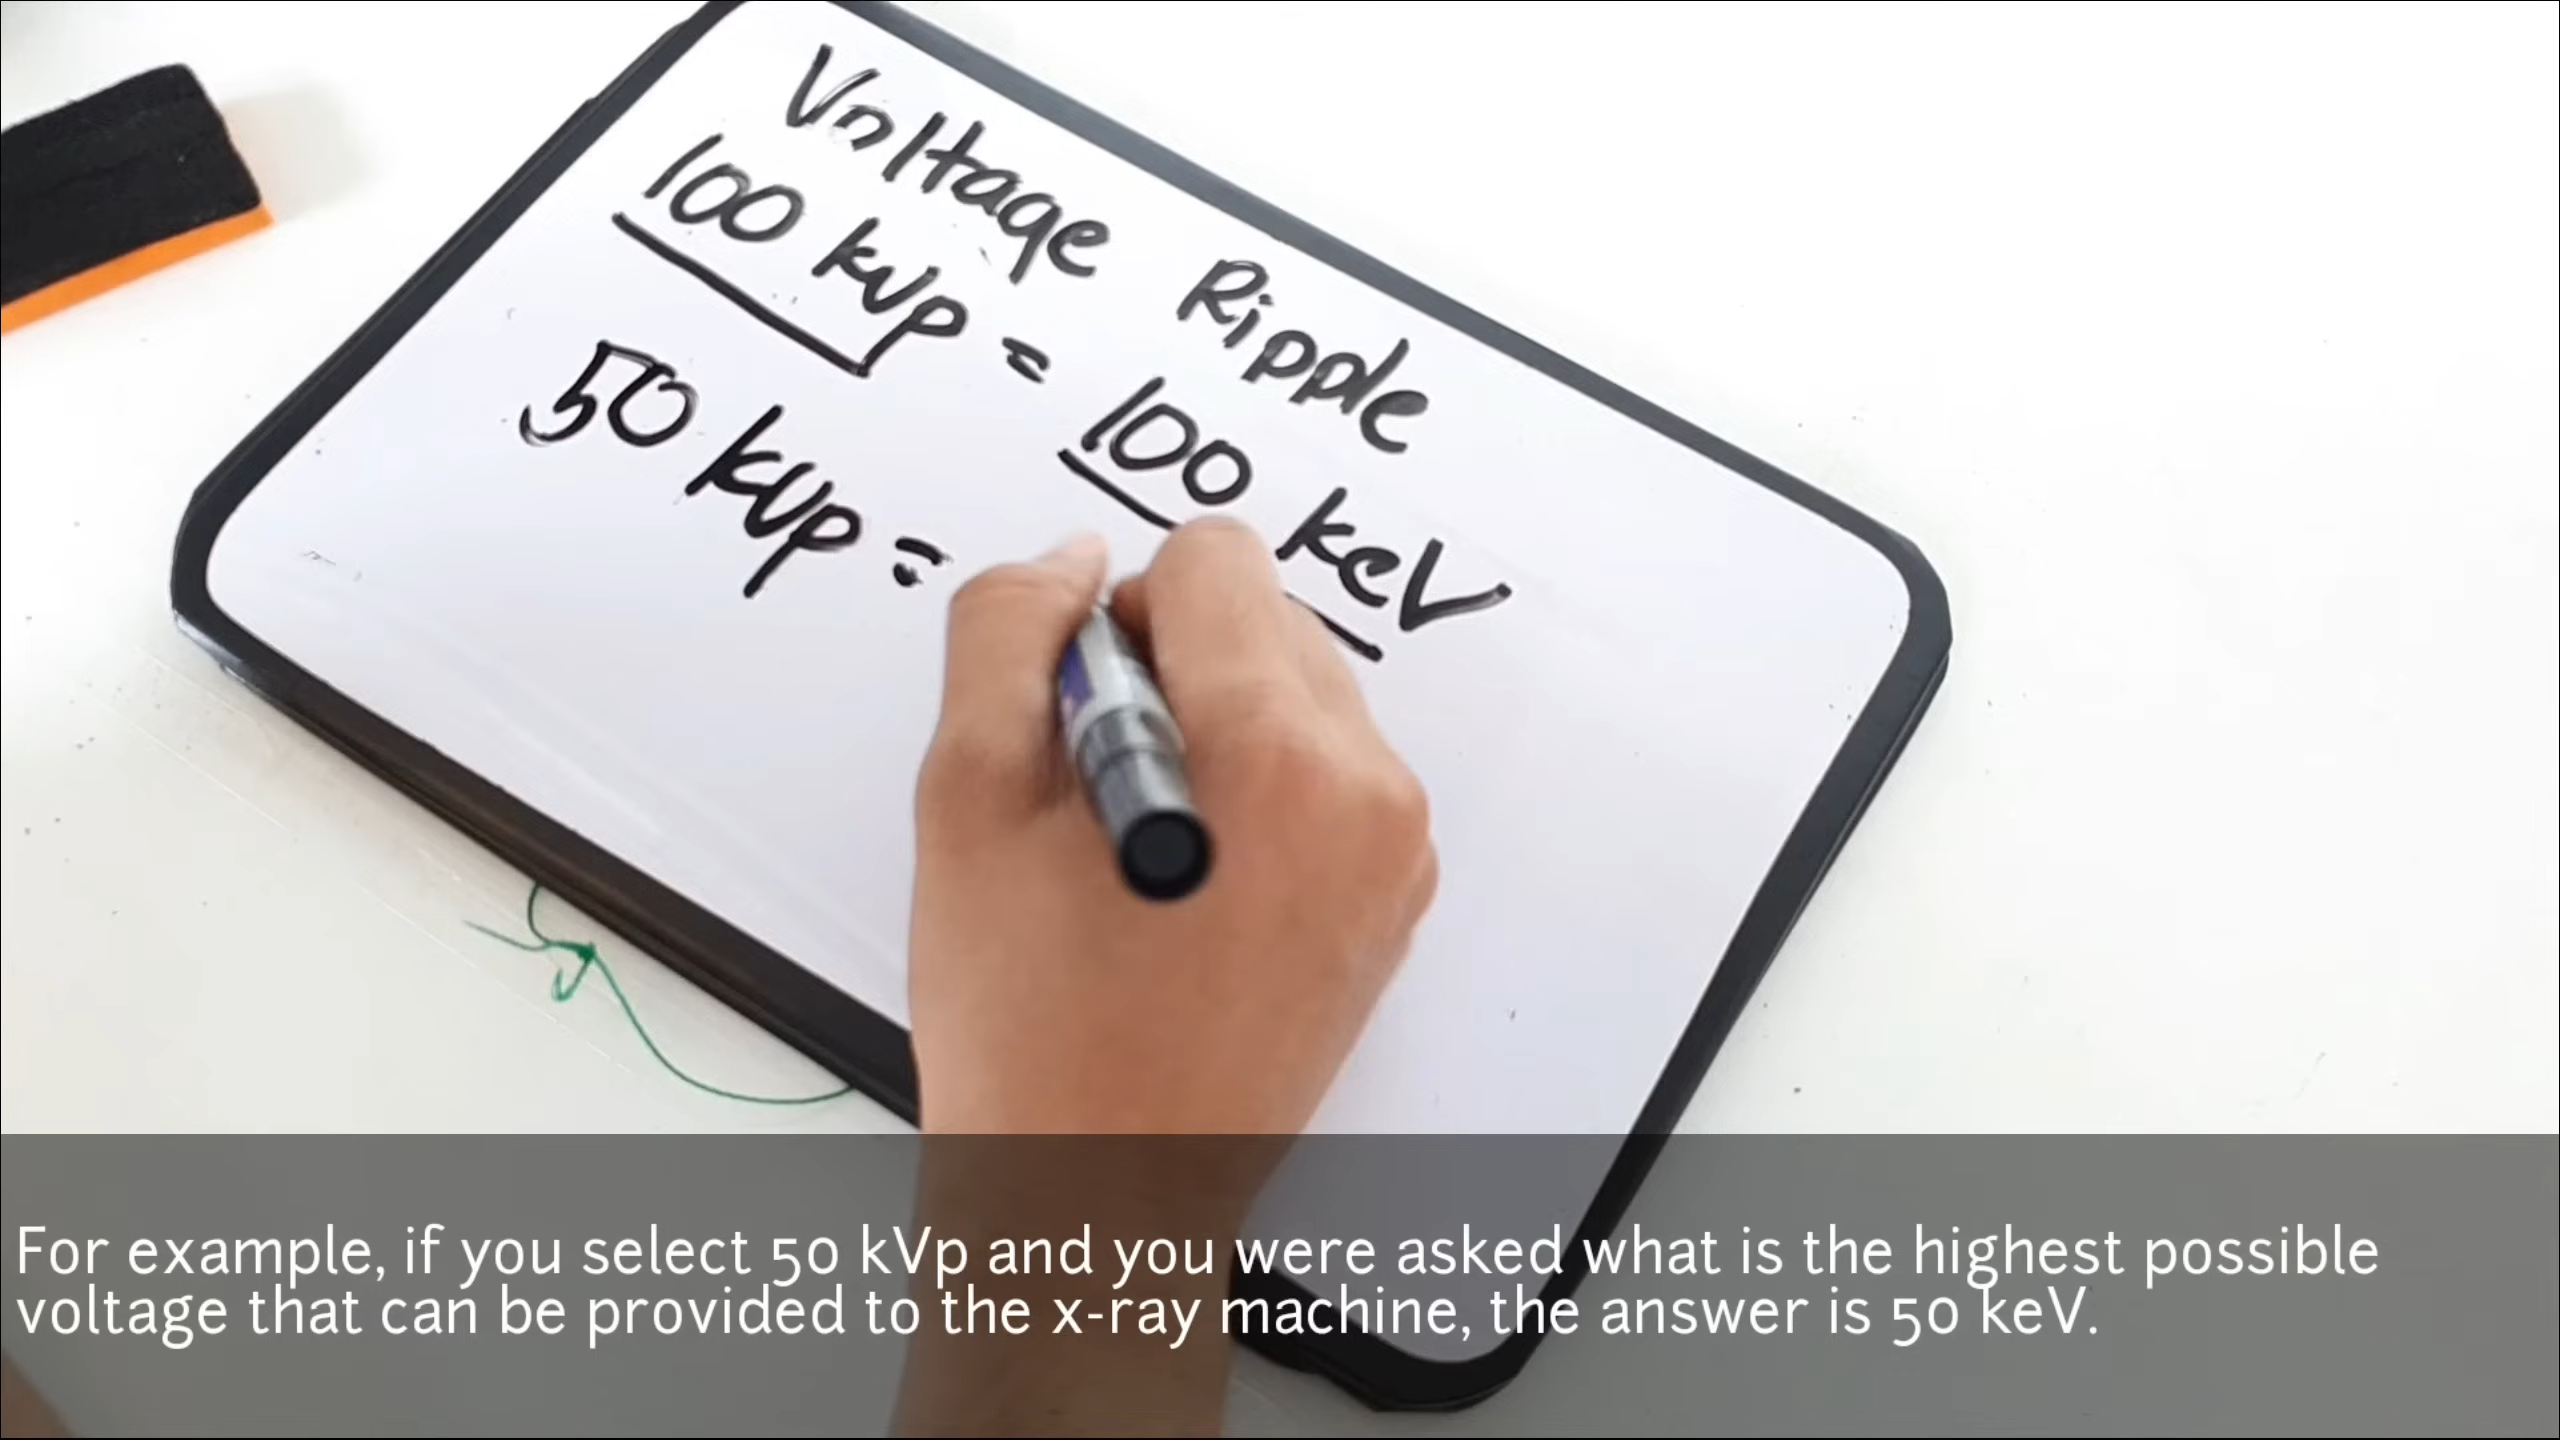 Voltage Ripple
100 kVp = 100 keV
50 kVp =
For example, if you select 50 kVp and you were asked what is the highest possible
voltage that can be provided to the x-ray machine, the answer is 50 keV.